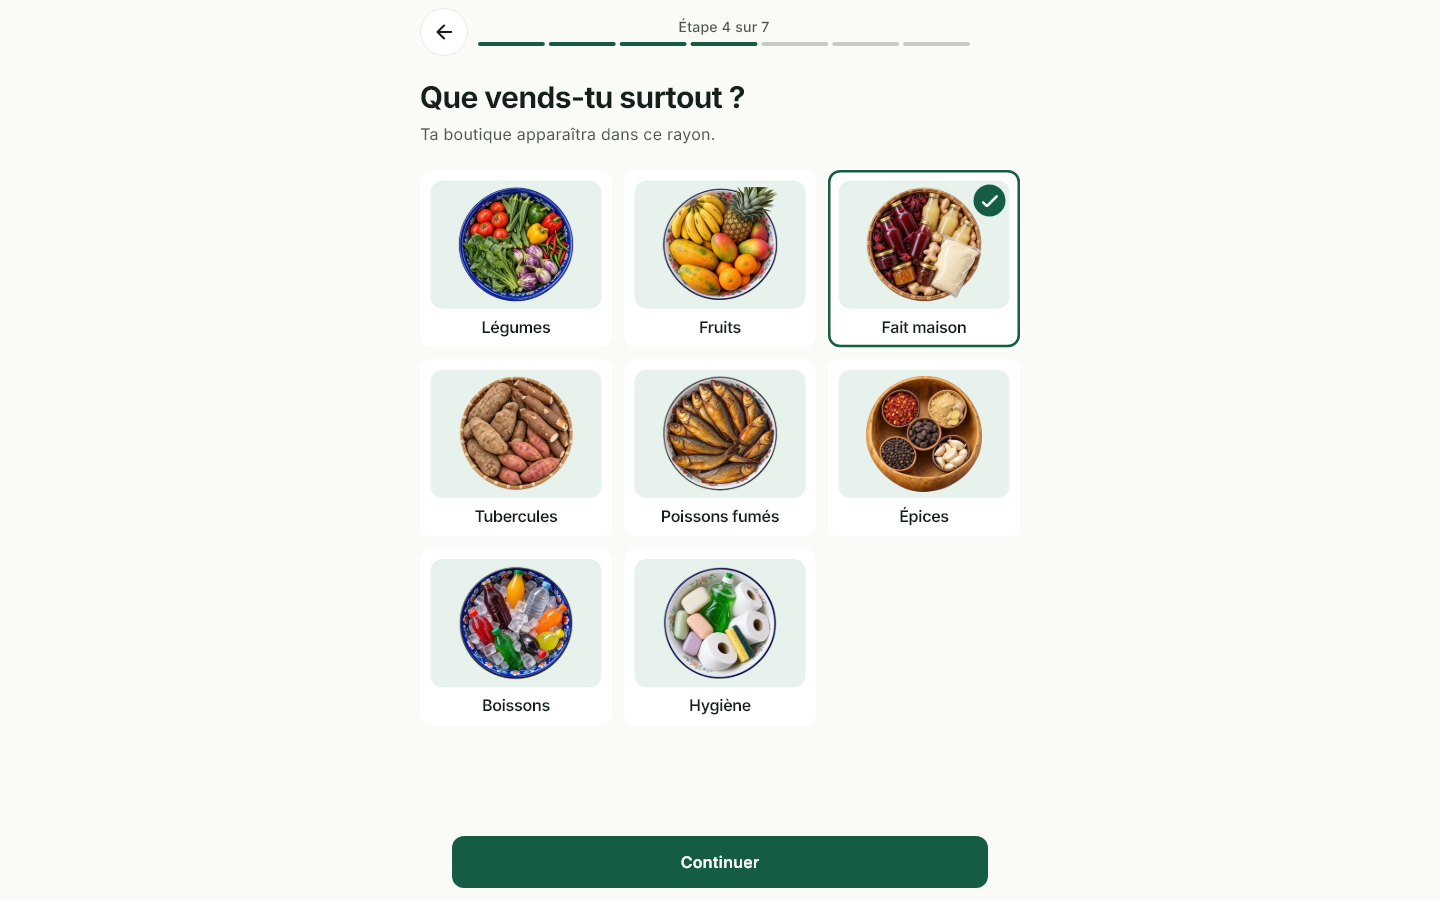 Étape 4 sur 7
Que vends-tu surtout ?
Ta boutique apparaîtra dans ce rayon.
Légumes
Fruits
Fait maison
Tubercules
Poissons fumés
Épices
Boissons
Hygiène
Continuer